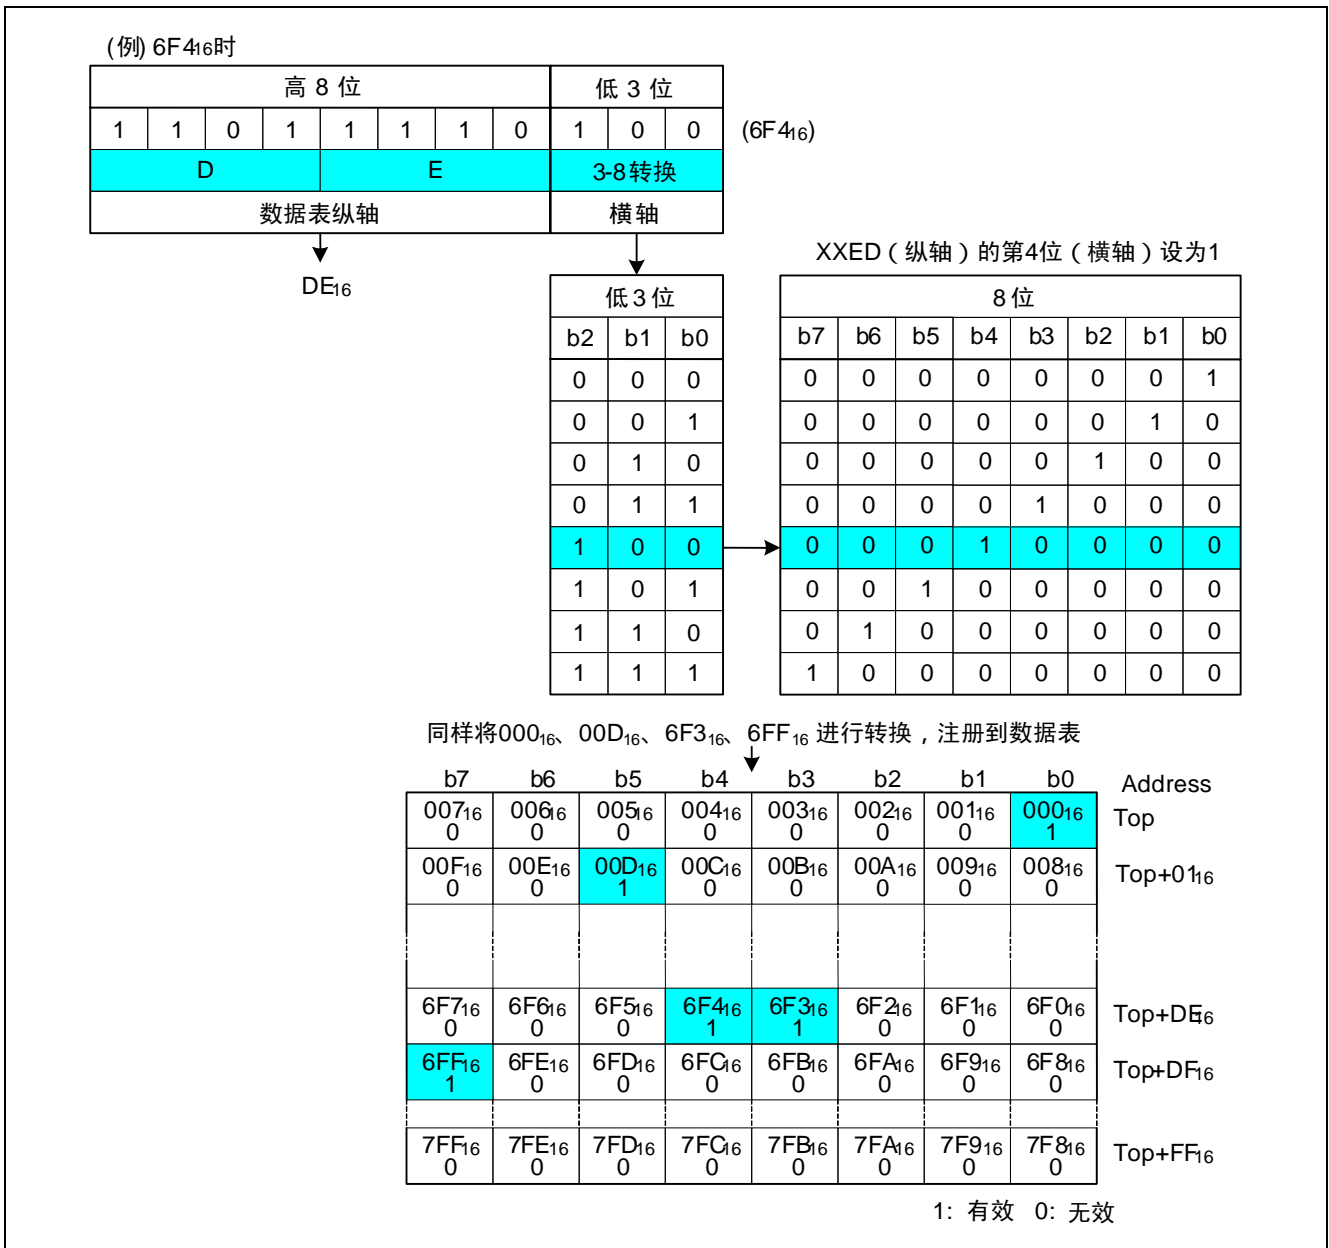 (例) 6F4₁₆时
高 8 位 低 3 位
1 1 0 1 1 1 1 0 1 0 0 (6F4₁₆)
D E 3-8转换
数据表纵轴 横轴
DE₁₆
XXED（纵轴）的第4位（横轴）设为1
低 3 位 8 位
b2 b1 b0 b7 b6 b5 b4 b3 b2 b1 b0
0 0 0 0 0 0 0 0 0 0 1
0 0 1 0 0 0 0 0 0 1 0
0 1 0 0 0 0 0 0 1 0 0
0 1 1 0 0 0 0 1 0 0 0
1 0 0 0 0 0 1 0 0 0 0
1 0 1 0 0 1 0 0 0 0 0
1 1 0 0 1 0 0 0 0 0 0
1 1 1 1 0 0 0 0 0 0 0
同样将000₁₆、00D₁₆、6F3₁₆、6FF₁₆ 进行转换，注册到数据表
b7 b6 b5 b4 b3 b2 b1 b0 Address
007₁₆ 006₁₆ 005₁₆ 004₁₆ 003₁₆ 002₁₆ 001₁₆ 000₁₆ Top
0 0 0 0 0 0 0 1
00F₁₆ 00E₁₆ 00D₁₆ 00C₁₆ 00B₁₆ 00A₁₆ 009₁₆ 008₁₆ Top+01₁₆
0 0 1 0 0 0 0 0
6F7₁₆ 6F6₁₆ 6F5₁₆ 6F4₁₆ 6F3₁₆ 6F2₁₆ 6F1₁₆ 6F0₁₆ Top+DE₁₆
0 0 0 1 1 0 0 0
6FF₁₆ 6FE₁₆ 6FD₁₆ 6FC₁₆ 6FB₁₆ 6FA₁₆ 6F9₁₆ 6F8₁₆ Top+DF₁₆
1 0 0 0 0 0 0 0
7FF₁₆ 7FE₁₆ 7FD₁₆ 7FC₁₆ 7FB₁₆ 7FA₁₆ 7F9₁₆ 7F8₁₆ Top+FF₁₆
0 0 0 0 0 0 0 0
1: 有效 0: 无效